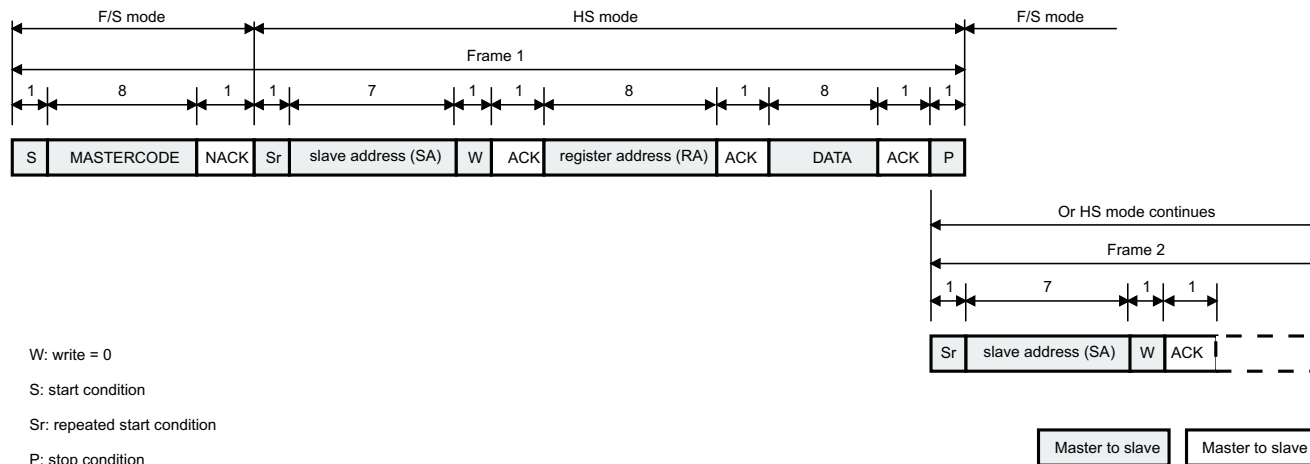 F/S mode HS mode F/S mode
Frame 1
1 8 1 1 7 1 1 8 1 8 1 1
S MASTERCODE NACK Sr slave address (SA) W ACK register address (RA) ACK DATA ACK P
Or HS mode continues
Frame 2
1 7 1 1
Sr slave address (SA) W ACK
W: write = 0
S: start condition
Sr: repeated start condition
P: stop condition
Master to slave Master to slave